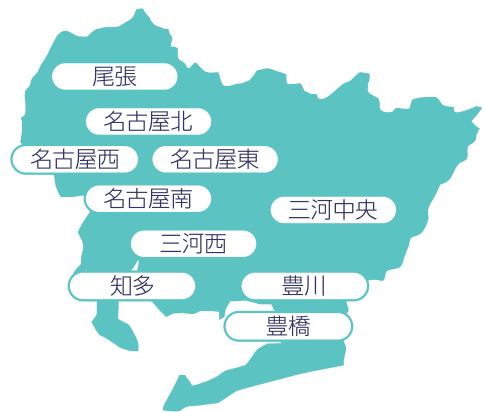 尾張
名古屋北
名古屋西
名古屋東
名古屋南
三河中央
三河西
知多
豊川
豊橋